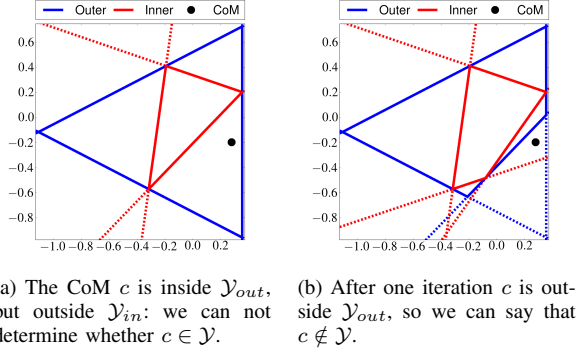 Outer Inner CoM
Outer Inner CoM
0.6
0.4
0.2
0.0
−0.2
−0.4
−0.6
−0.8
−1.0 −0.8 −0.6 −0.4 −0.2 0.0 0.2
0.6
0.4
0.2
0.0
−0.2
−0.4
−0.6
−0.8
−1.0 −0.8 −0.6 −0.4 −0.2 0.0 0.2
a) The CoM c is inside 𝒴out,
but outside 𝒴in: we can not
determine whether c ∈ 𝒴.
(b) After one iteration c is out-
side 𝒴out, so we can say that
c ∉ 𝒴.